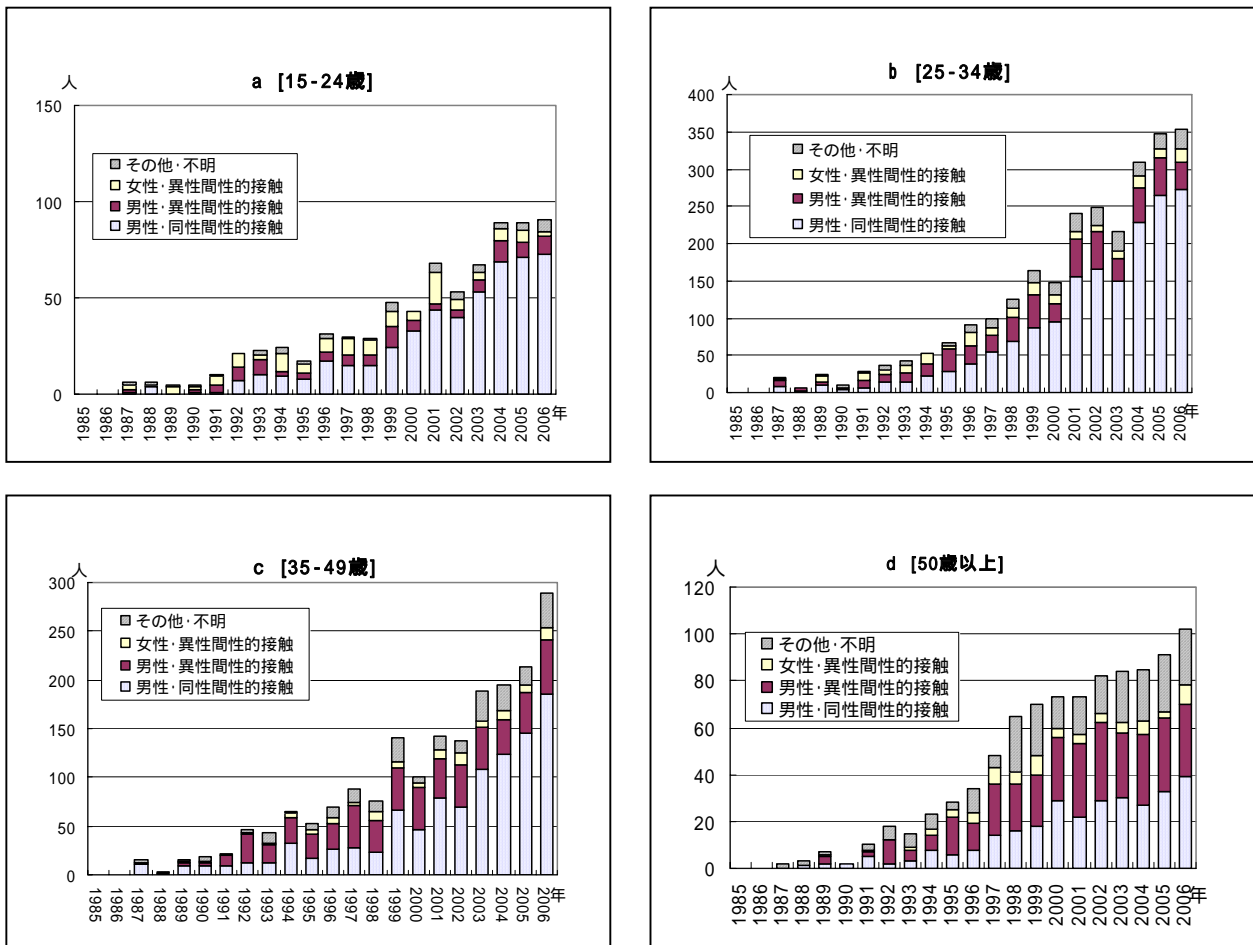 a [15-24歳]
人
150
100
50
0
その他・不明
女性・異性間性的接触
男性・異性間性的接触
男性・同性間性的接触
1985 1986 1987 1988 1989 1990 1991 1992 1993 1994 1995 1996 1997 1998 1999 2000 2001 2002 2003 2004 2005 2006 年
b [25-34歳]
人
400
350
300
250
200
150
100
50
0
その他・不明
女性・異性間性的接触
男性・異性間性的接触
男性・同性間性的接触
1985 1986 1987 1988 1989 1990 1991 1992 1993 1994 1995 1996 1997 1998 1999 2000 2001 2002 2003 2004 2005 2006 年
c [35-49歳]
人
300
250
200
150
100
50
0
その他・不明
女性・異性間性的接触
男性・異性間性的接触
男性・同性間性的接触
1985 1986 1987 1988 1989 1990 1991 1992 1993 1994 1995 1996 1997 1998 1999 2000 2001 2002 2003 2004 2005 2006 年
d [50歳以上]
人
120
100
80
60
40
20
0
その他・不明
女性・異性間性的接触
男性・異性間性的接触
男性・同性間性的接触
1985 1986 1987 1988 1989 1990 1991 1992 1993 1994 1995 1996 1997 1998 1999 2000 2001 2002 2003 2004 2005 2006 年